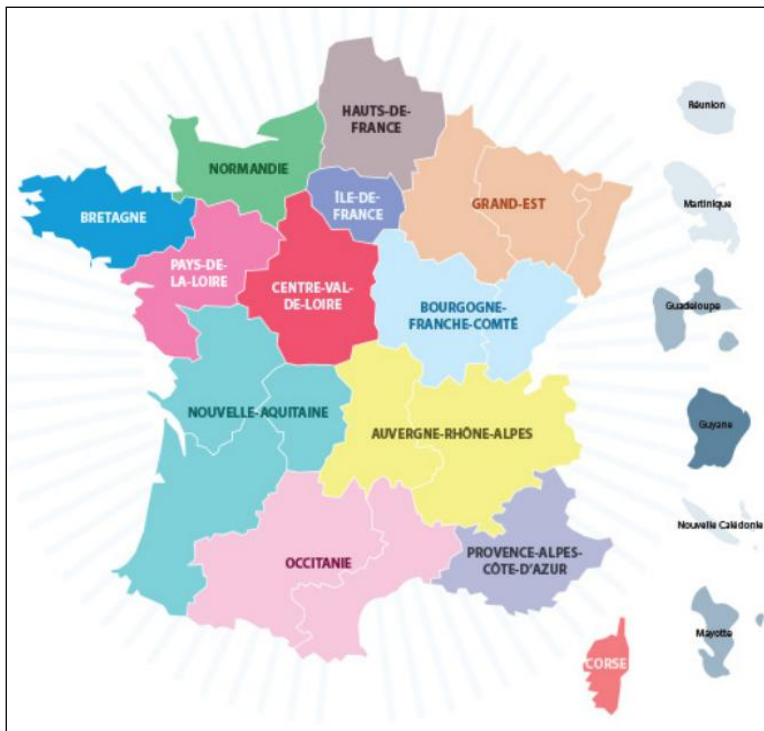 HAUTS-DE-
FRANCE
NORMANDIE
ÎLE-DE-
FRANCE
GRAND-EST
BRETAGNE
PAYS-DE-
LA-LOIRE
CENTRE-VAL-
DE-LOIRE
BOURGOGNE-
FRANCHE-COMTÉ
NOUVELLE-AQUITAINE
AUVERGNE-RHÔNE-ALPES
OCCITANIE
PROVENCE-ALPES-
CÔTE-D'AZUR
CORSE
Réunion
Martinique
Guadeloupe
Guyane
Nouvelle Calédonie
Mayotte